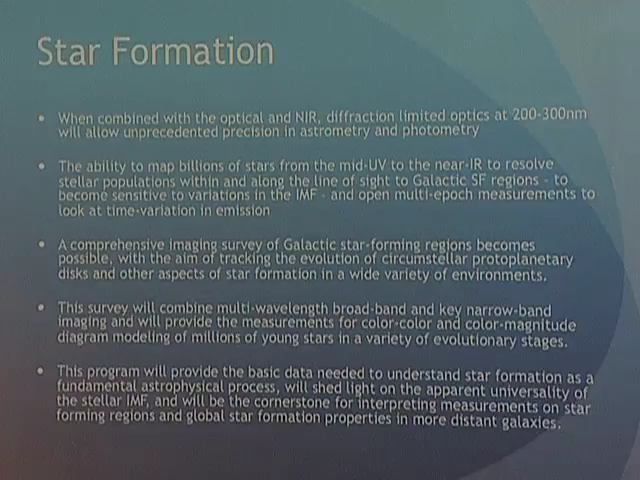 Star Formation
• When combined with the optical and NIR, diffraction limited optics at 200-300nm
will allow unprecedented precision in astrometry and photometry
• The ability to map billions of stars from the mid-UV to the near-IR to resolve
stellar populations within and along the line of sight to Galactic SF regions - to
become sensitive to variations in the IMF - and open multi-epoch measurements to
look at time-variation in emission
• A comprehensive imaging survey of Galactic star-forming regions becomes
possible, with the aim of tracking the evolution of circumstellar protoplanetary
disks and other aspects of star formation in a wide variety of environments.
• This survey will combine multi-wavelength broad-band and key narrow-band
imaging and will provide the measurements for color-color and color-magnitude
diagram modeling of millions of young stars in a variety of evolutionary stages.
• This program will provide the basic data needed to understand star formation as a
fundamental astrophysical process, will shed light on the apparent universality of
the stellar IMF, and will be the cornerstone for interpreting measurements on star
forming regions and global star formation properties in more distant galaxies.